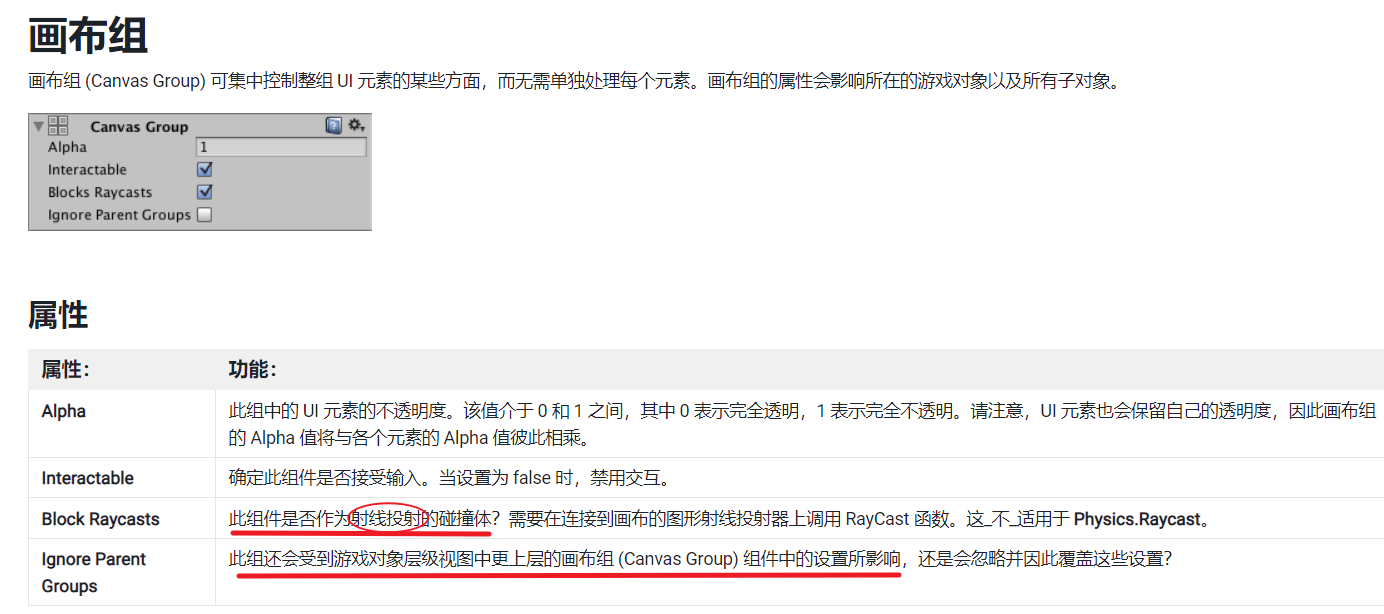 画布组
画布组 (Canvas Group) 可集中控制整组 UI 元素的某些方面，而无需单独处理每个元素。画布组的属性会影响所在的游戏对象以及所有子对象。
Canvas Group
Alpha 1
Interactable
Blocks Raycasts
Ignore Parent Groups
属性
属性： 功能：
Alpha 此组中的 UI 元素的不透明度。该值介于 0 和 1 之间，其中 0 表示完全透明，1 表示完全不透明。请注意，UI 元素也会保留自己的透明度，因此画布组
的 Alpha 值将与各个元素的 Alpha 值彼此相乘。
Interactable 确定此组件是否接受输入。当设置为 false 时，禁用交互。
Block Raycasts 此组件是否作为射线投射的碰撞体？需要在连接到画布的图形射线投射器上调用 RayCast 函数。这_不_适用于 Physics.Raycast。
Ignore Parent 此组还会受到游戏对象层级视图中更上层的画布组 (Canvas Group) 组件中的设置所影响，还是会忽略并因此覆盖这些设置？
Groups